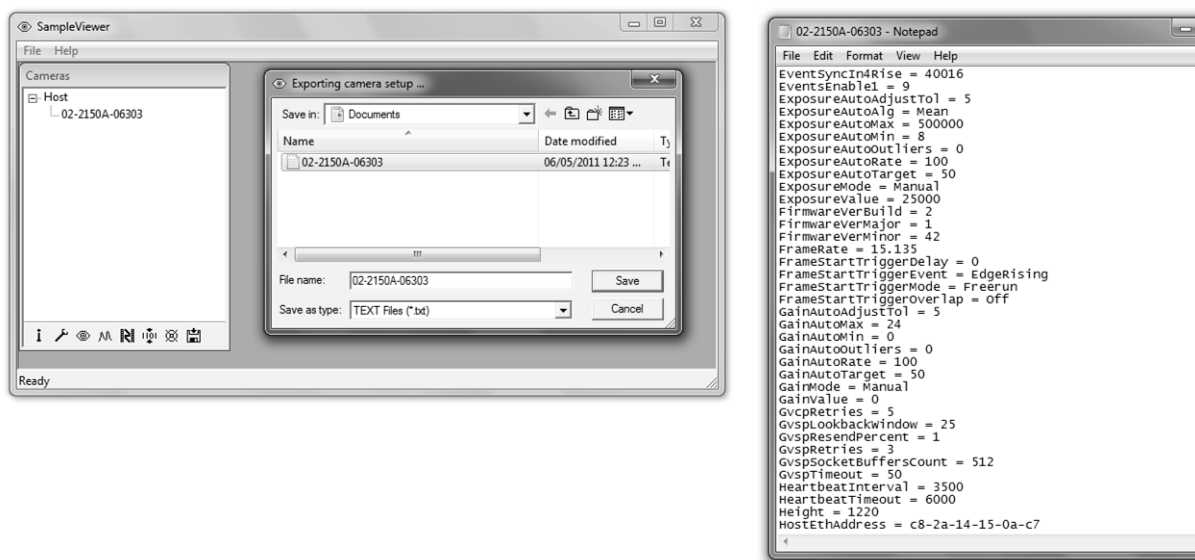 SampleViewer
File Help
Cameras
Host
02-2150A-06303
Ready
Exporting camera setup ...
Save in: Documents
Name Date modified
02-2150A-06303 06/05/2011 12:23 ...
File name: 02-2150A-06303 Save
Save as type: TEXT Files (*.txt) Cancel
02-2150A-06303 - Notepad
File Edit Format View Help
EventSyncIn4Rise = 40016
EventsEnable1 = 9
ExposureAutoAdjustTol = 5
ExposureAutoAlg = Mean
ExposureAutoMax = 500000
ExposureAutoMin = 8
ExposureAutoOutliers = 0
ExposureAutoRate = 100
ExposureAutoTarget = 50
ExposureMode = Manual
ExposureValue = 25000
FirmwareVerBuild = 2
FirmwareVerMajor = 1
FirmwareVerMinor = 42
FrameRate = 15.135
FrameStartTriggerDelay = 0
FrameStartTriggerEvent = EdgeRising
FrameStartTriggerMode = Freerun
FrameStartTriggerOverlap = Off
GainAutoAdjustTol = 5
GainAutoMax = 24
GainAutoMin = 0
GainAutoOutliers = 0
GainAutoRate = 100
GainAutoTarget = 50
GainMode = Manual
GainValue = 0
GvcpRetries = 5
GvspLookbackWindow = 25
GvspResendPercent = 1
GvspRetries = 3
GvspSocketBuffersCount = 512
GvspTimeout = 50
HeartbeatInterval = 3500
HeartbeatTimeout = 6000
Height = 1220
HostEthAddress = c8-2a-14-15-0a-c7